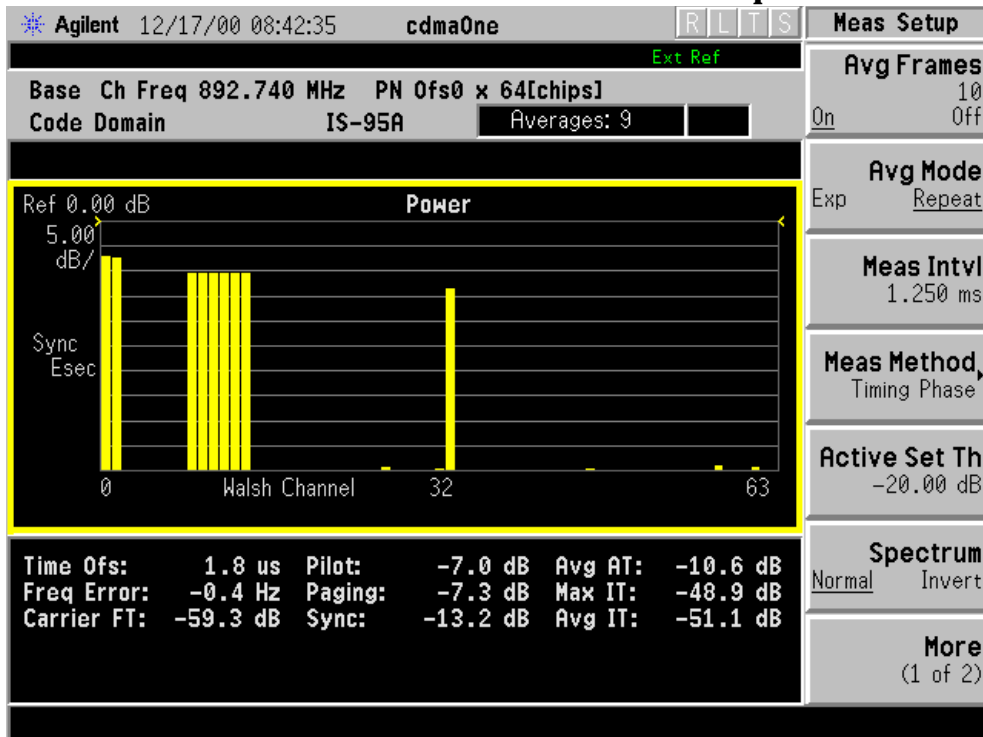 Agilent 12/17/00 08:42:35 cdmaOne R L T S
Ext Ref
Base Ch Freq 892.740 MHz PN Ofs0 x 64[chips]
Code Domain IS-95A Averages: 9
Ref 0.00 dB Power
5.00
dB/
Sync
Esec
0 Walsh Channel 32 63
Time Ofs: 1.8 us Pilot: -7.0 dB Avg AT: -10.6 dB
Freq Error: -0.4 Hz Paging: -7.3 dB Max IT: -48.9 dB
Carrier FT: -59.3 dB Sync: -13.2 dB Avg IT: -51.1 dB
Meas Setup
Avg Frames
10
On Off
Avg Mode
Exp Repeat
Meas Intvl
1.250 ms
Meas Method
Timing Phase
Active Set Th
-20.00 dB
Spectrum
Normal Invert
More
(1 of 2)